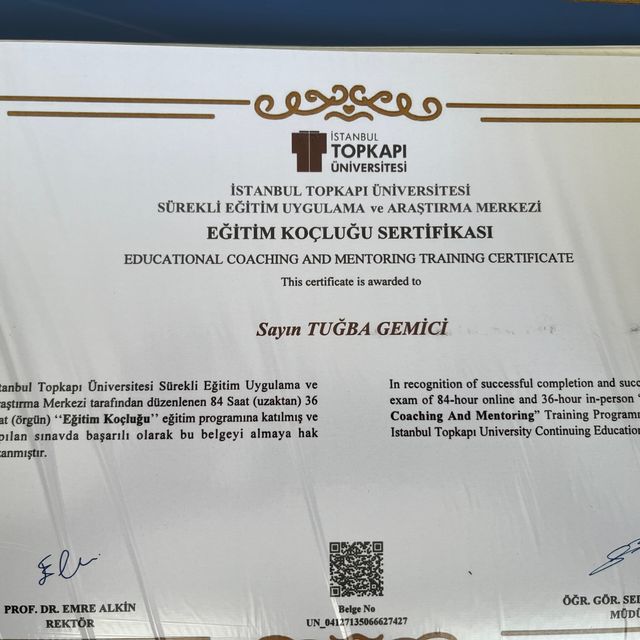 İSTANBUL
TOPKAPI
ÜNİVERSİTESİ
İSTANBUL TOPKAPI ÜNİVERSİTESİ
SÜREKLİ EĞİTİM UYGULAMA ve ARAŞTIRMA MERKEZİ
EĞİTİM KOÇLUĞU SERTİFİKASI
EDUCATIONAL COACHING AND MENTORING TRAINING CERTIFICATE
This certificate is awarded to
Sayın TUĞBA GEMİCİ
tanbul Topkapı Üniversitesi Sürekli Eğitim Uygulama ve
raştırma Merkezi tarafından düzenlenen 84 Saat (uzaktan) 36
at (örgün) ‘‘Eğitim Koçluğu’’ eğitim programına katılmış ve
pılan sınavda başarılı olarak bu belgeyi almaya hak
zanmıştır.
In recognition of successful completion and succ
exam of 84-hour online and 36-hour in-person “
Coaching And Mentoring” Training Programı
Istanbul Topkapı University Continuing Education
PROF. DR. EMRE ALKİN
REKTÖR
Belge No
UN_04127135066627427
ÖĞR. GÖR. SEL
MÜDÜ